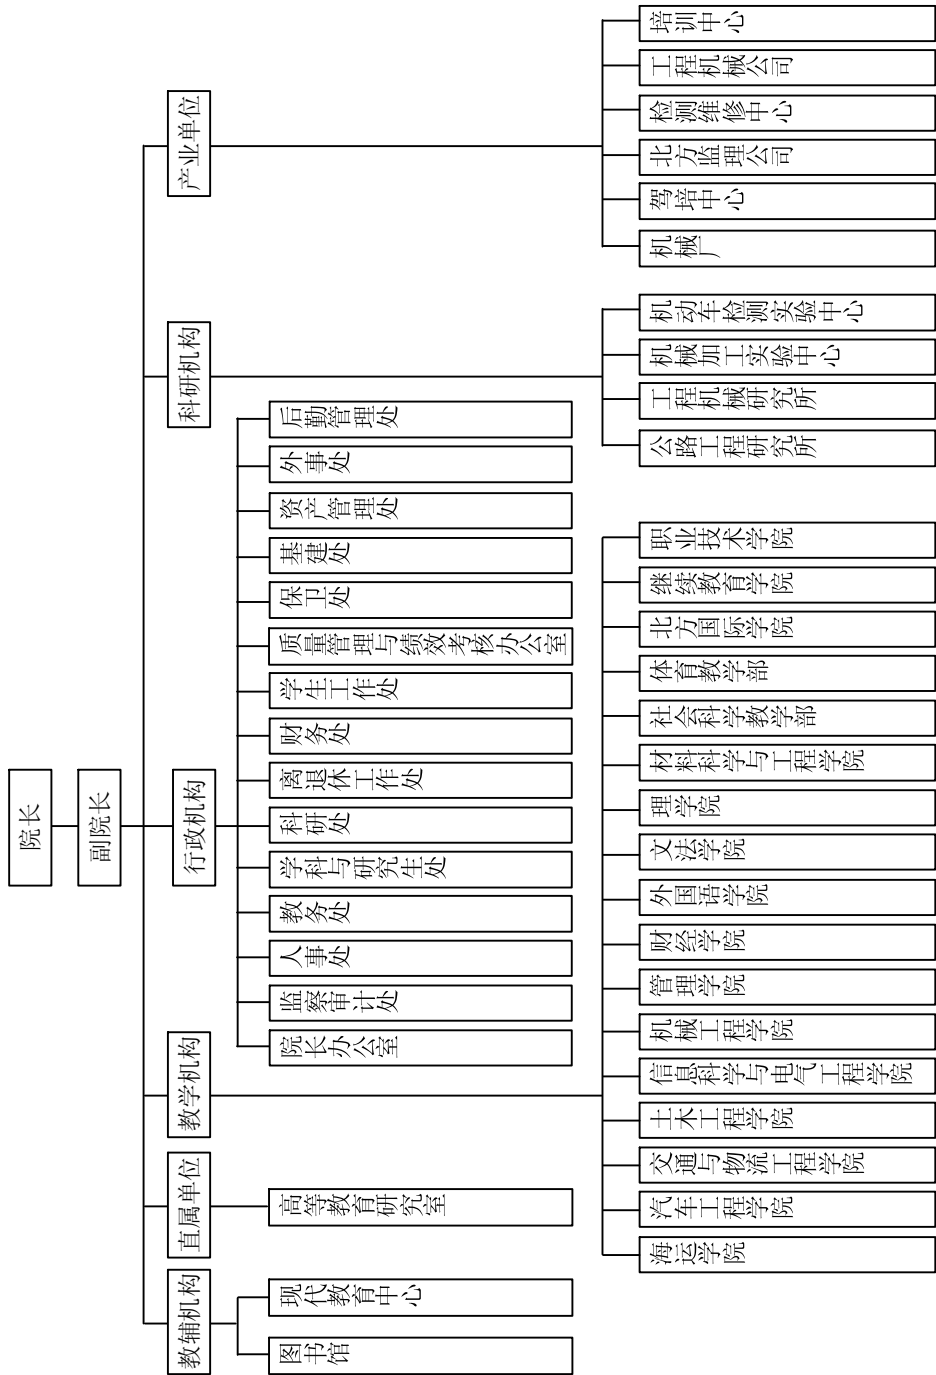 院长
副院长
教辅机构
直属单位
教学机构
行政机构
科研机构
产业单位
图书馆
现代教育中心
高等教育研究室
院长办公室
监察审计处
人事处
教务处
学科与研究生处
科研处
离退休工作处
财务处
学生工作处
质量管理与绩效考核办公室
保卫处
基建处
资产管理处
外事处
后勤管理处
海运学院
汽车工程学院
交通与物流工程学院
土木工程学院
信息科学与电气工程学院
机械工程学院
管理学院
财经学院
外国语学院
文法学院
理学院
材料科学与工程学院
社会科学教学部
体育教学部
北方国际学院
继续教育学院
职业技术学院
公路工程研究所
工程机械研究所
机械加工实验中心
机动车检测实验中心
机械厂
驾培中心
北方监理公司
检测维修中心
工程机械公司
培训中心